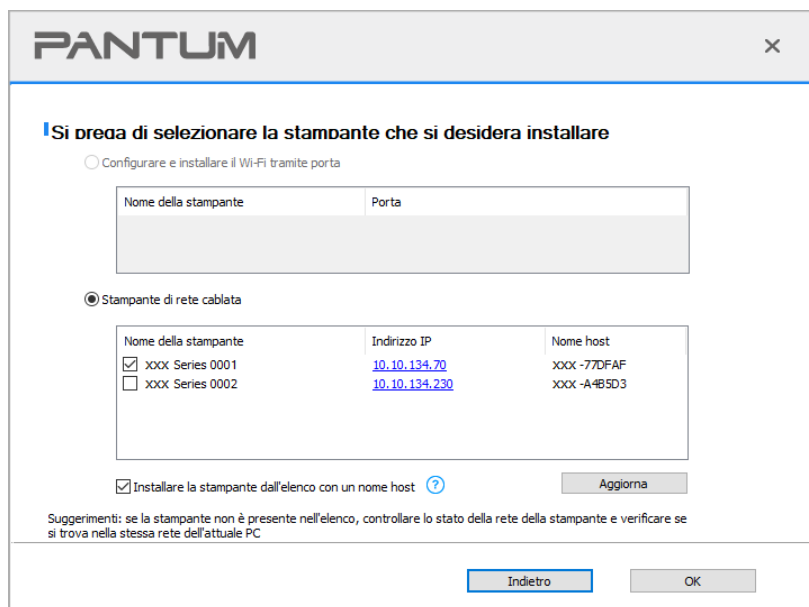 PANTUM
Si prega di selezionare la stampante che si desidera installare
Configurare e installare il Wi-Fi tramite porta
Nome della stampante Porta
Stampante di rete cablata
Nome della stampante Indirizzo IP Nome host
XXX Series 0001 10.10.134.70 XXX -77DFAF
XXX Series 0002 10.10.134.230 XXX -A4B5D3
Installare la stampante dall'elenco con un nome host ?
Aggiorna
Suggerimenti: se la stampante non è presente nell'elenco, controllare lo stato della rete della stampante e verificare se
si trova nella stessa rete dell'attuale PC
Indietro OK